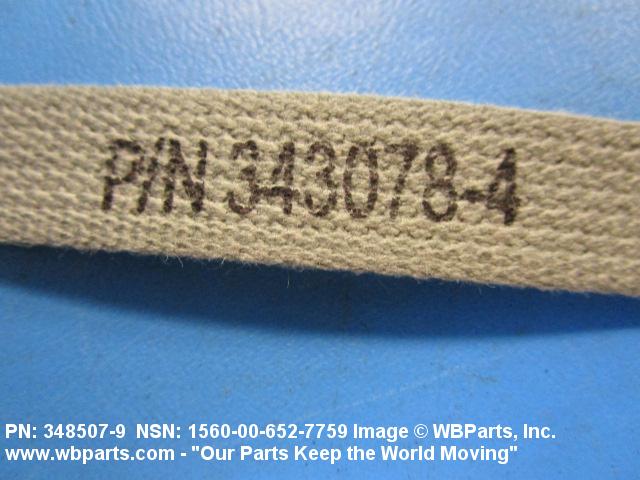 P/N 343078-4
PN: 348507-9 NSN: 1560-00-652-7759 Image © WBParts, Inc.
www.wbparts.com - "Our Parts Keep the World Moving"